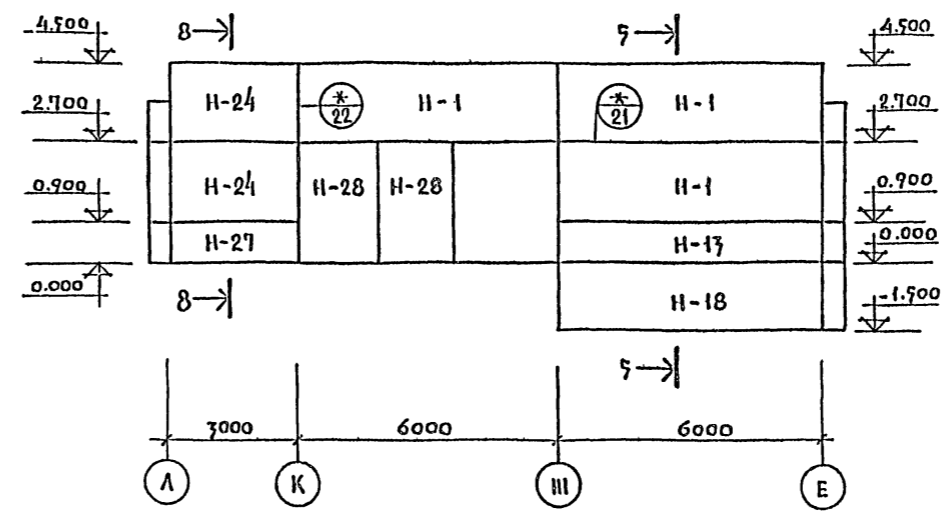 4.500 8 5 4.500
Н-24 * 22 Н-1 * 21 Н-1
2.700 2.700
Н-24 Н-28 Н-28 Н-1
0.900 0.900
Н-27 Н-13 0.000
0.000 8 Н-18 -1.500
5
3000 6000 6000
Л К Ш Е